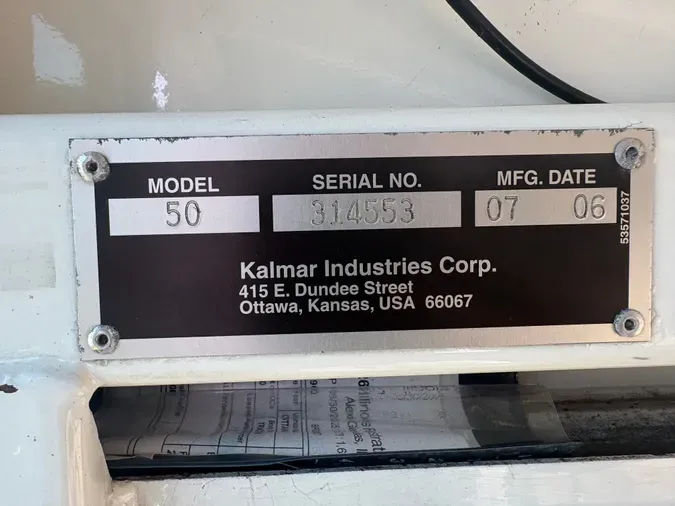 MODEL SERIAL NO. MFG. DATE
50 314553 07 06
53571037
Kalmar Industries Corp.
415 E. Dundee Street
Ottawa, Kansas, USA 66067